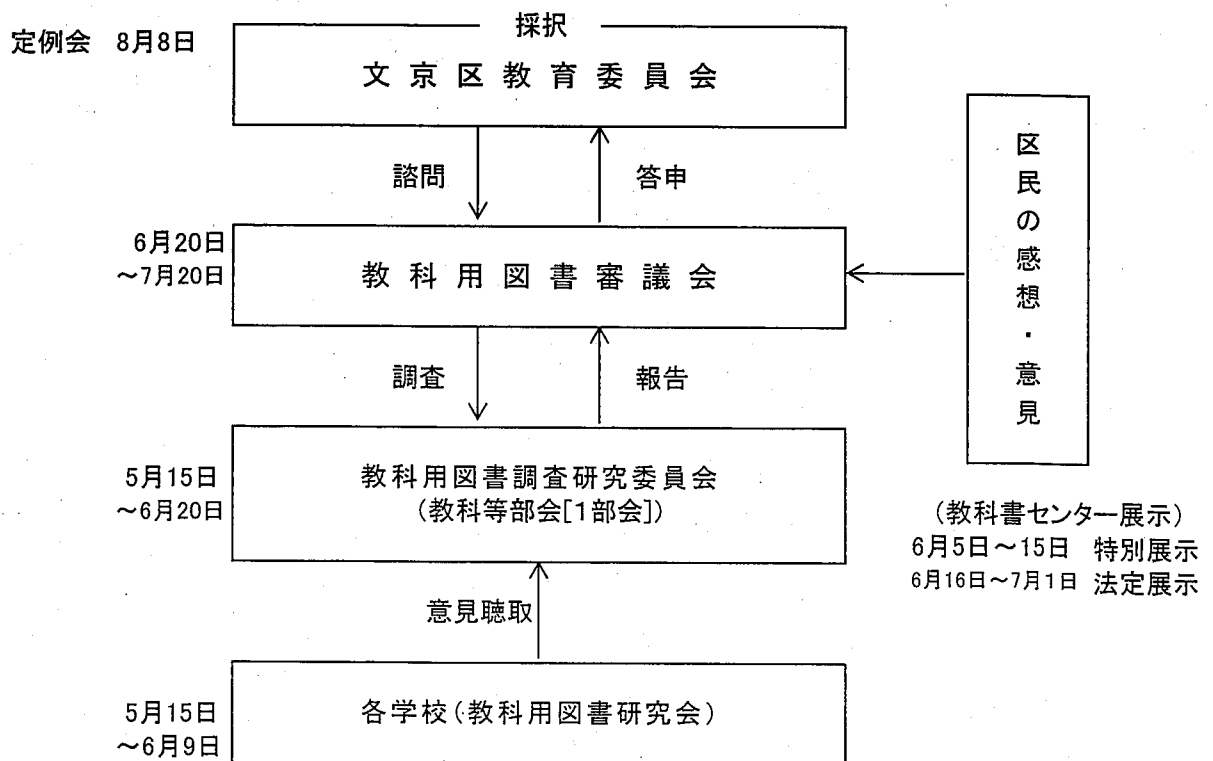 採択
定例会 8月8日
文京区教育委員会
諮問
答申
6月20日
～7月20日
教科用図書審議会
区民の感想・意見
調査
報告
5月15日
～6月20日
教科用図書調査研究委員会
(教科等部会[1部会])
(教科書センター展示)
6月5日～15日 特別展示
6月16日～7月1日 法定展示
意見聴取
5月15日
～6月9日
各学校(教科用図書研究会)